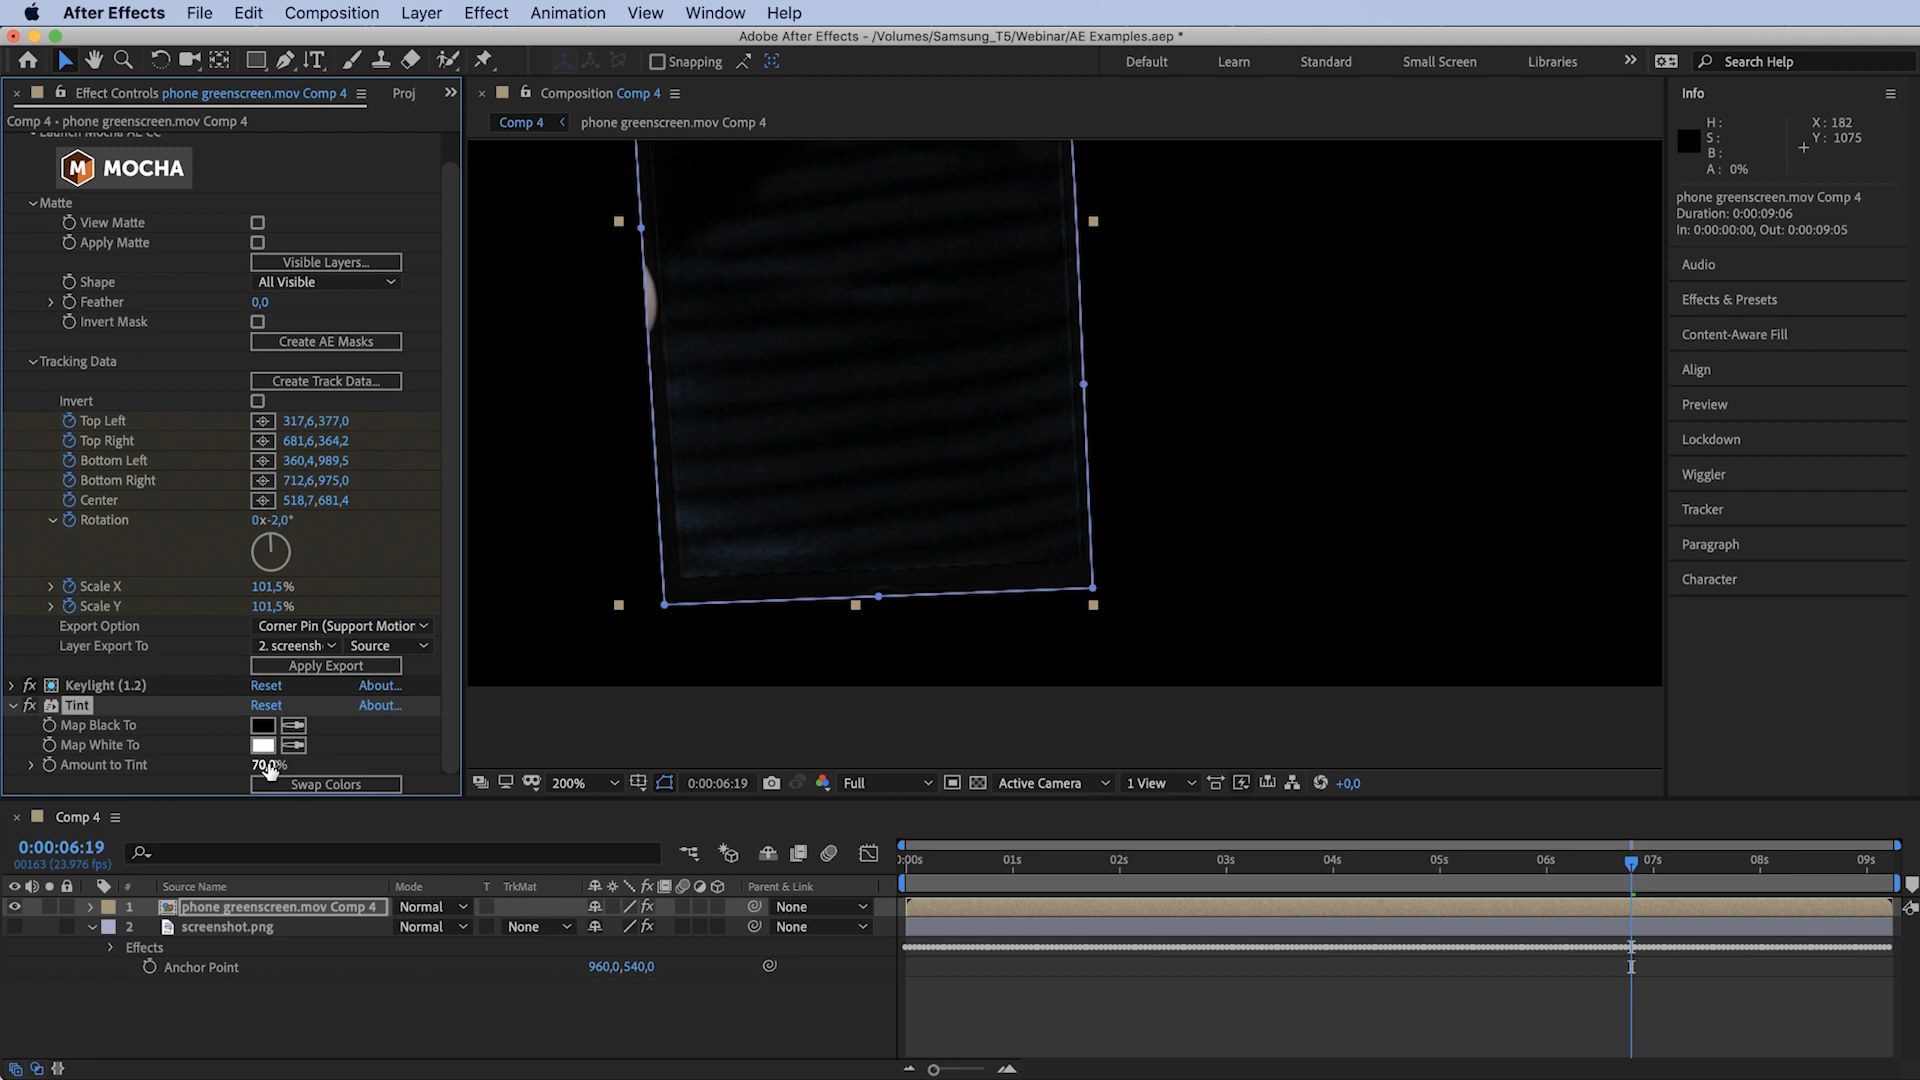 After Effects File Edit Composition Layer Effect Animation View Window Help
Adobe After Effects - /Volumes/Samsung_T5/Webinar/AE Examples.aep *
Snapping Default Learn Standard Small Screen Libraries Search Help
Effect Controls phone greenscreen.mov Comp 4 Proj
Comp 4 • phone greenscreen.mov Comp 4
Launch Mocha AE CC
MOCHA
Matte
View Matte
Apply Matte
Visible Layers...
Shape All Visible
Feather 0,0
Invert Mask
Create AE Masks
Tracking Data
Create Track Data...
Invert
Top Left 317,6,377,0
Top Right 681,6,364,2
Bottom Left 360,4,989,5
Bottom Right 712,6,975,0
Center 518,7,681,4
Rotation 0x-2,0°
Scale X 101,5%
Scale Y 101,5%
Export Option Corner Pin (Support Motion
Layer Export To 2. screensh Source
Apply Export
fx Keylight (1.2) Reset About...
fx Tint Reset About...
Map Black To
Map White To
Amount to Tint 70,0%
Swap Colors
Composition Comp 4
Comp 4 phone greenscreen.mov Comp 4
200% 0:00:06:19 Full Active Camera 1 View +0,0
Info
H: X: 182
S: Y: 1075
B:
A: 0%
phone greenscreen.mov Comp 4
Duration: 0:00:09:06
In: 0:00:00:00, Out: 0:00:09:05
Audio
Effects & Presets
Content-Aware Fill
Align
Preview
Lockdown
Wiggler
Tracker
Paragraph
Character
Comp 4
0:00:06:19
00163 (23.976 fps)
:00s 01s 02s 03s 04s 05s 06s 07s 08s 09s
# Source Name Mode T TrkMat fx Parent & Link
1 phone greenscreen.mov Comp 4 Normal fx None
2 screenshot.png Normal None fx None
Effects
Anchor Point 960,0,540,0